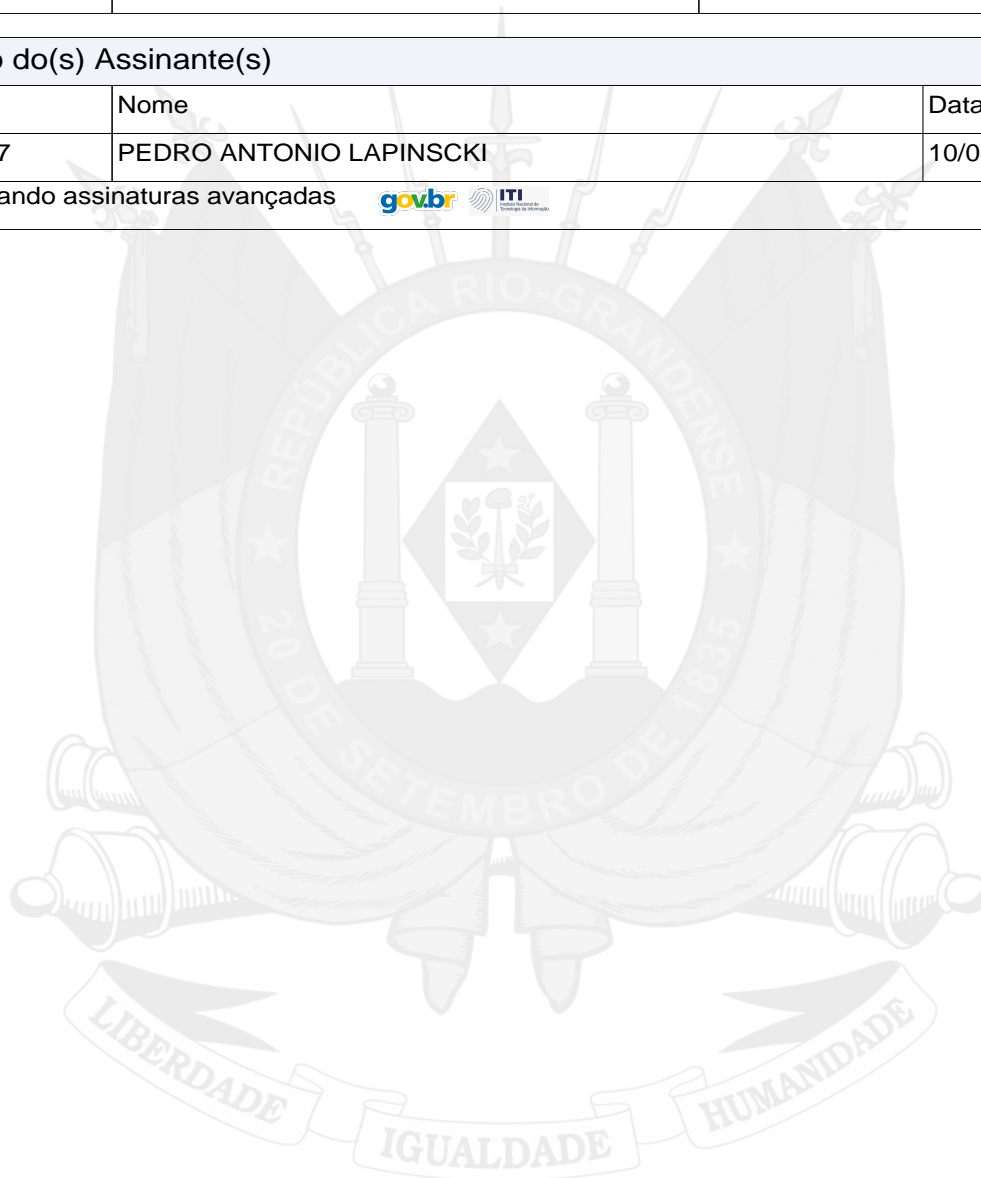 o do(s) Assinante(s)
Nome
Data
7
PEDRO ANTONIO LAPINSCKI
10/0
ando assinaturas avançadas
gov.br
ITI
REPÚBLICA RIO-GRANDENSE
20 DE SETEMBRO DE 1835
LIBERDADE
IGUALDADE
HUMANIDADE